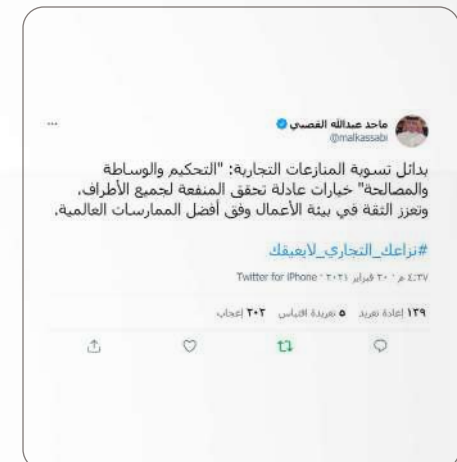 ماجد عبدالله القصبي
@malkassabi
بدائل تسوية المنازعات التجارية: "التحكيم والوساطة
والمصالحة" خيارات عادلة تحقق المنفعة لجميع الأطراف،
وتعزز الثقة في بيئة الأعمال وفق أفضل الممارسات العالمية.
#نزاعك_التجاري_لايعيقك
٤:٣٧ م · ٢٠ فبراير ٢٠٢١ · Twitter for iPhone
١٣٩ إعادة تغريد ٥ تغريدة اقتباس ٢٠٢ إعجاب